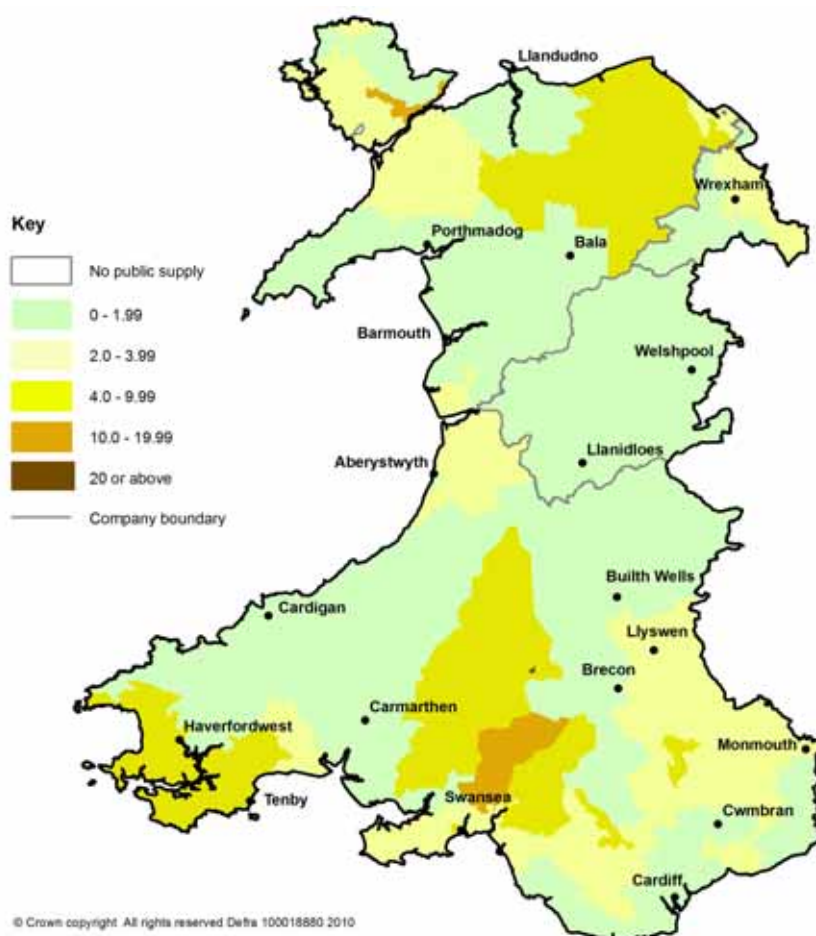 Llandudno
Wrexham
Key
Porthmadog
Bala
No public supply
0 - 1.99
Barmouth
2.0 - 3.99
Welshpool
4.0 - 9.99
10.0 - 19.99
Llanidloes
Aberystwyth
20 or above
Company boundary
Builth Wells
Cardigan
Llyswen
Brecon
Carmarthen
Haverfordwest
Monmouth
Swansea
Tenby
Cwmbran
Cardiff
© Crown copyright All rights reserved Defra 100018880 2010